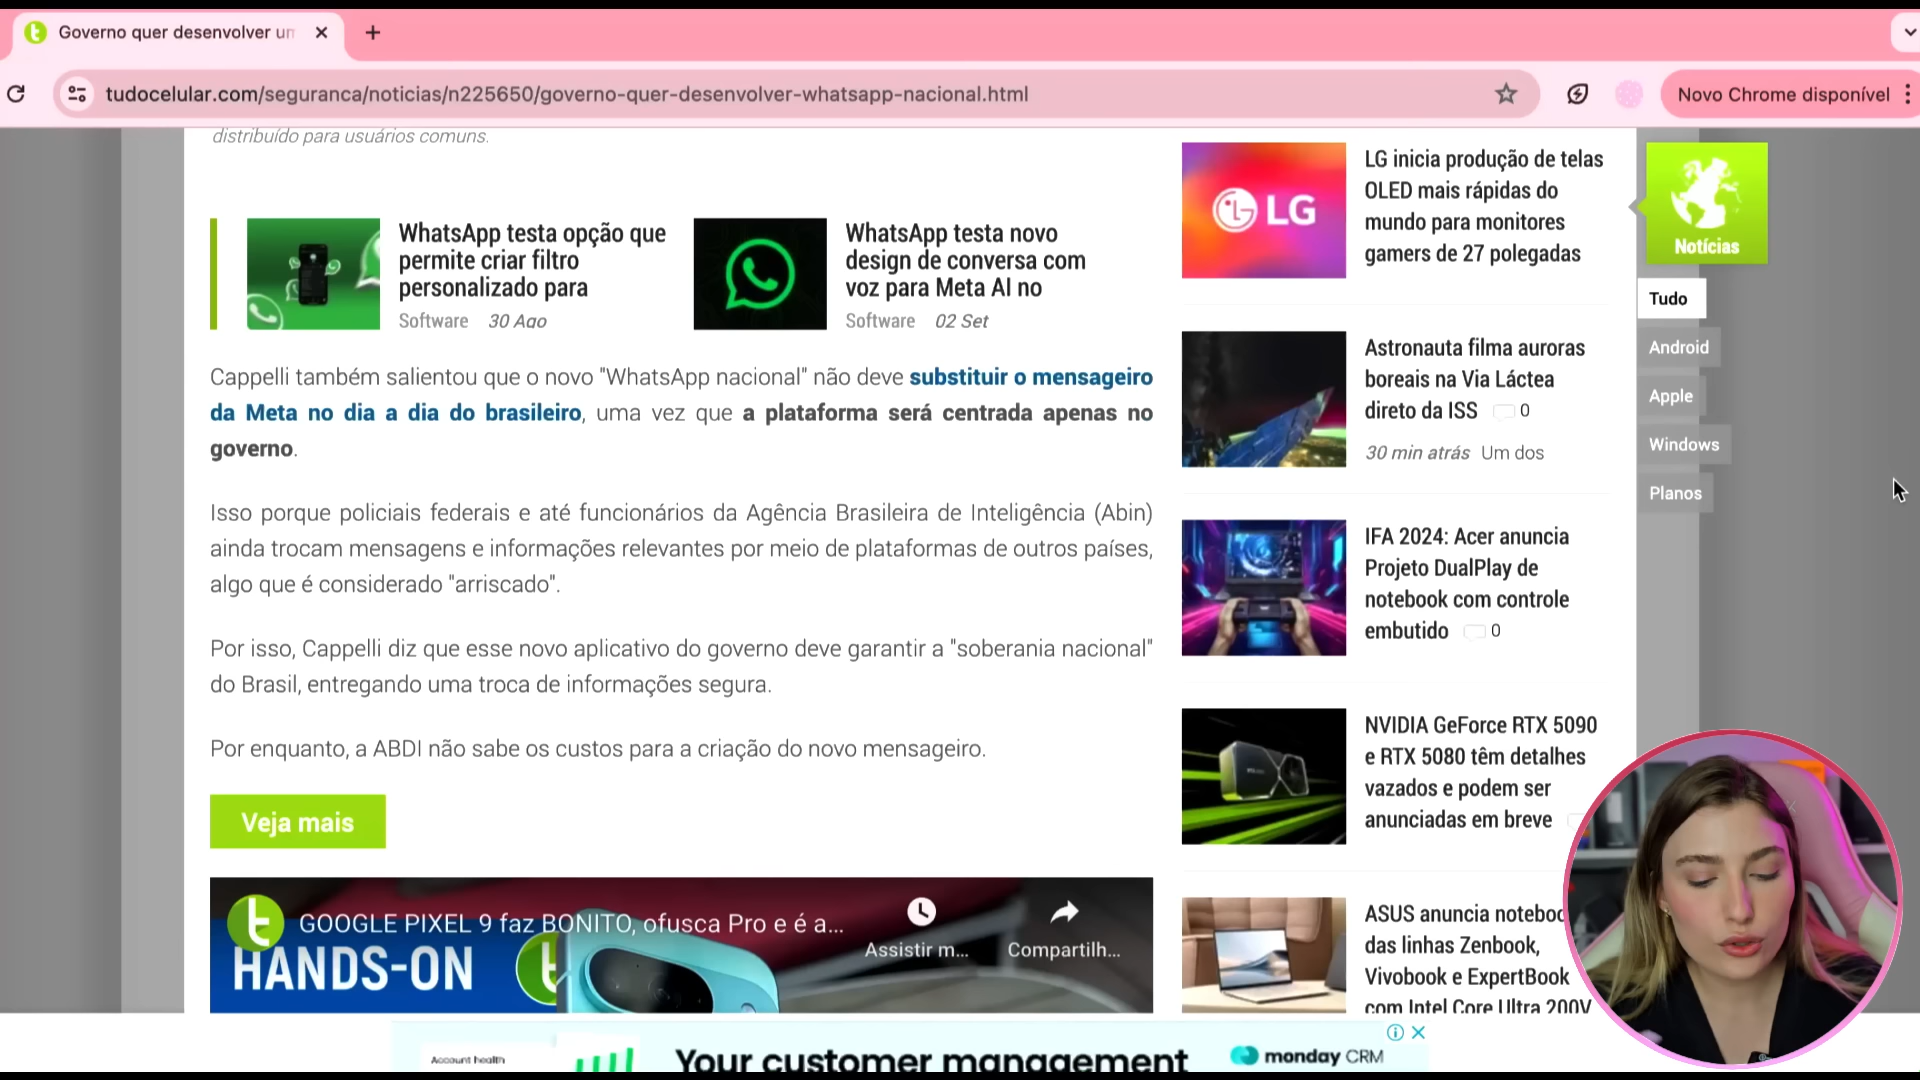 Governo quer desenvolver um
tudocelular.com/seguranca/noticias/n225650/governo-quer-desenvolver-whatsapp-nacional.html
Novo Chrome disponível
distribuído para usuários comuns.
WhatsApp testa opção que
permite criar filtro
personalizado para
Software 30 Ago
WhatsApp testa novo
design de conversa com
voz para Meta AI no
Software 02 Set
Cappelli também salientou que o novo "WhatsApp nacional" não deve substituir o mensageiro
da Meta no dia a dia do brasileiro, uma vez que a plataforma será centrada apenas no
governo.
Isso porque policiais federais e até funcionários da Agência Brasileira de Inteligência (Abin)
ainda trocam mensagens e informações relevantes por meio de plataformas de outros países,
algo que é considerado "arriscado".
Por isso, Cappelli diz que esse novo aplicativo do governo deve garantir a "soberania nacional"
do Brasil, entregando uma troca de informações segura.
Por enquanto, a ABDI não sabe os custos para a criação do novo mensageiro.
Veja mais
GOOGLE PIXEL 9 faz BONITO, ofusca Pro e é a...
Assistir m...
Compartilh...
HANDS-ON
LG
LG inicia produção de telas
OLED mais rápidas do
mundo para monitores
gamers de 27 polegadas
Astronauta filma auroras
boreais na Via Láctea
direto da ISS 0
30 min atrás Um dos
IFA 2024: Acer anuncia
Projeto DualPlay de
notebook com controle
embutido 0
NVIDIA GeForce RTX 5090
e RTX 5080 têm detalhes
vazados e podem ser
anunciadas em breve
ASUS anuncia noteboo
das linhas Zenbook,
Vivobook e ExpertBook
com Intel Core Ultra 200V
Notícias
Tudo
Android
Apple
Windows
Planos
Account health
Your customer management
monday CRM